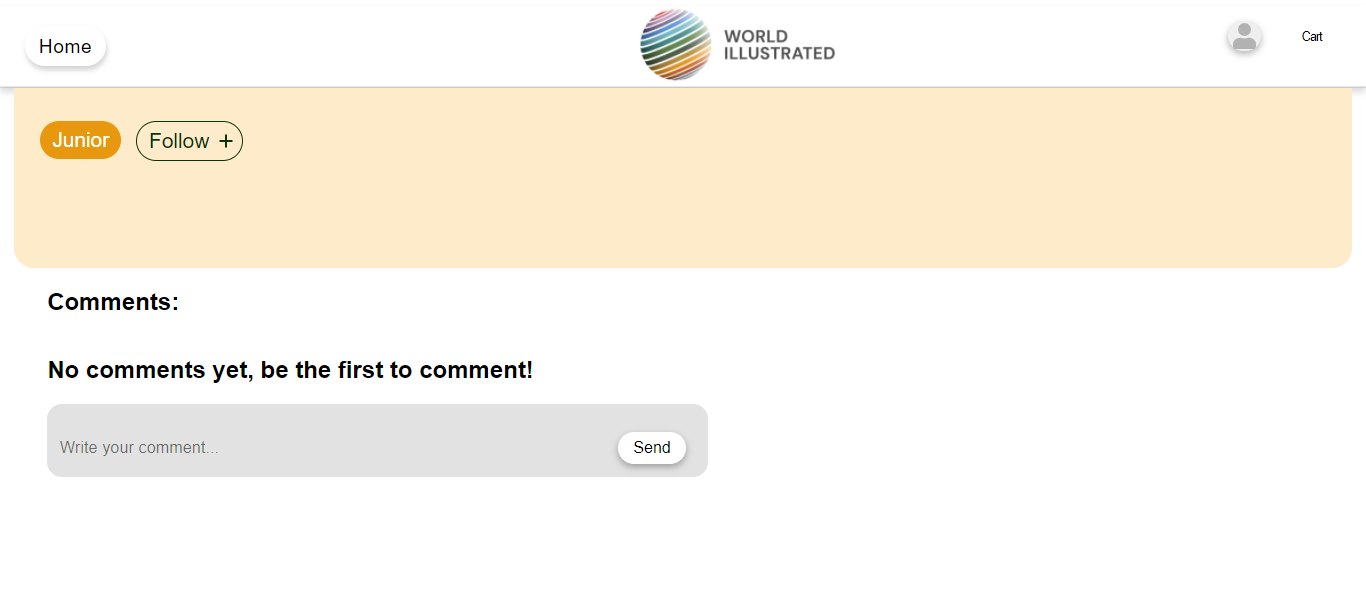 Home
WORLD
ILLUSTRATED
Cart
Junior
Follow +
Comments:
No comments yet, be the first to comment!
Write your comment...
Send